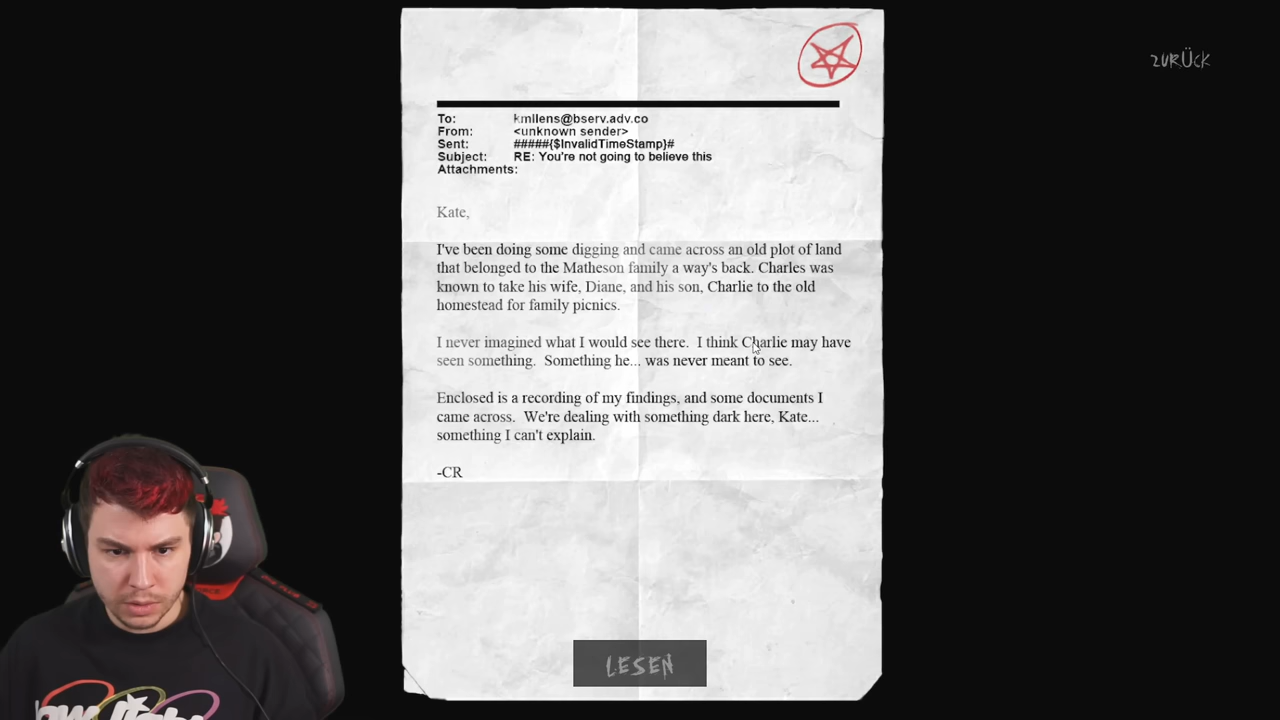 ZURÜCK
To: kmilens@bserv.adv.co
From: <unknown sender>
Sent: #####{$InvalidTimeStamp}#
Subject: RE: You're not going to believe this
Attachments:
Kate,
I've been doing some digging and came across an old plot of land
that belonged to the Matheson family a way's back. Charles was
known to take his wife, Diane, and his son, Charlie to the old
homestead for family picnics.
I never imagined what I would see there. I think Charlie may have
seen something. Something he... was never meant to see.
Enclosed is a recording of my findings, and some documents I
came across. We're dealing with something dark here, Kate...
something I can't explain.
-CR
LESEN